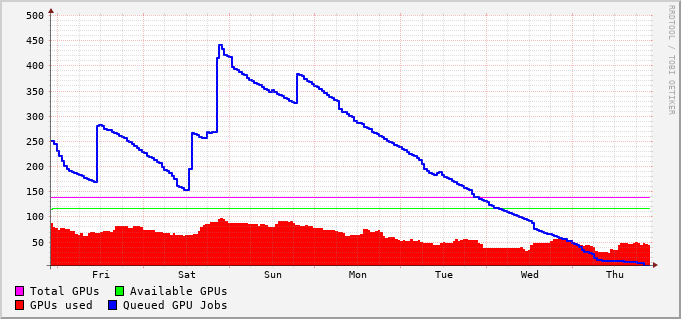 500
450
400
350
300
250
200
150
100
50
Fri Sat Sun Mon Tue Wed Thu
Total GPUs Available GPUs
GPUs used Queued GPU Jobs
RRDTOOL / TOBI OETIKER